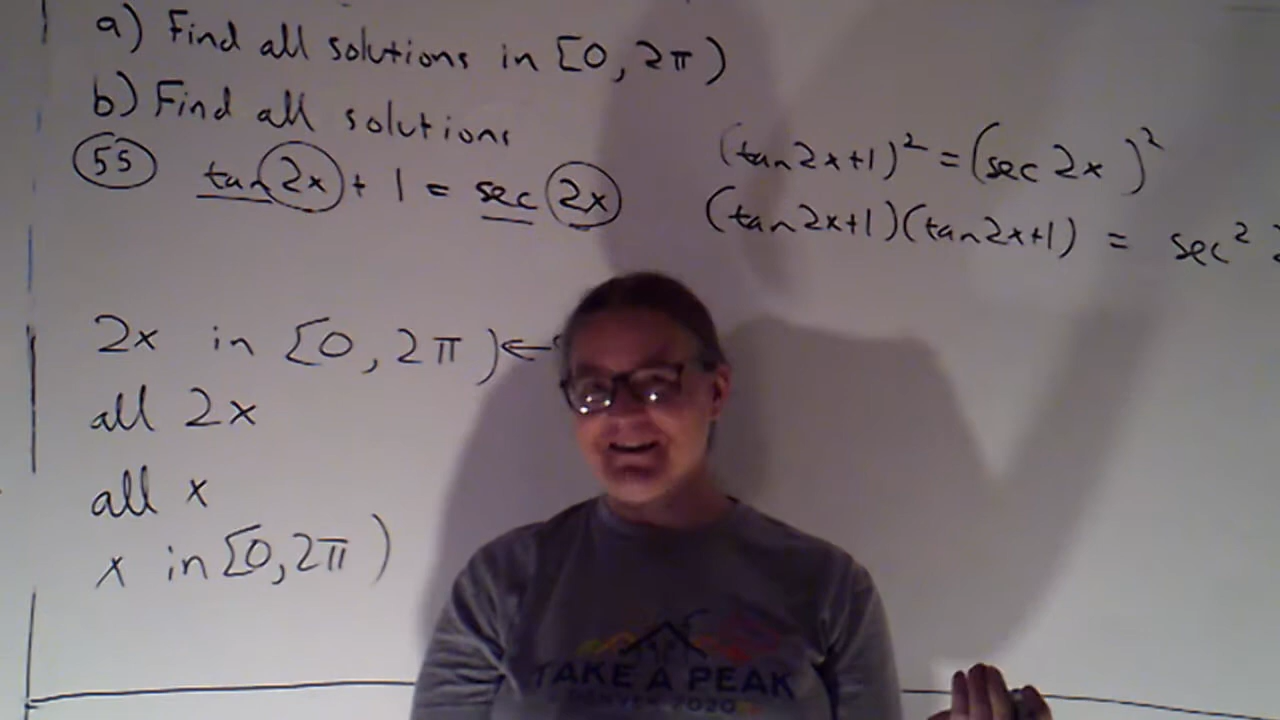 a) Find all solutions in [0, 2π)
b) Find all solutions
55 tan 2x + 1 = sec 2x
(tan 2x+1)² = (sec 2x )²
(tan 2x+1)(tan 2x+1) = sec²
2x in [0, 2π) ←
all 2x
all x
x in [0, 2π)
TAKE A PEAK
DENVER 2020